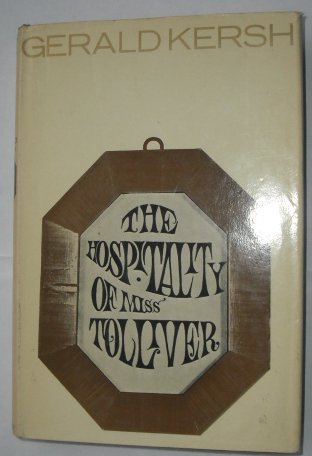 GERALD KERSH
THE
HOSPITALITY
OF MISS
TOLLIVER